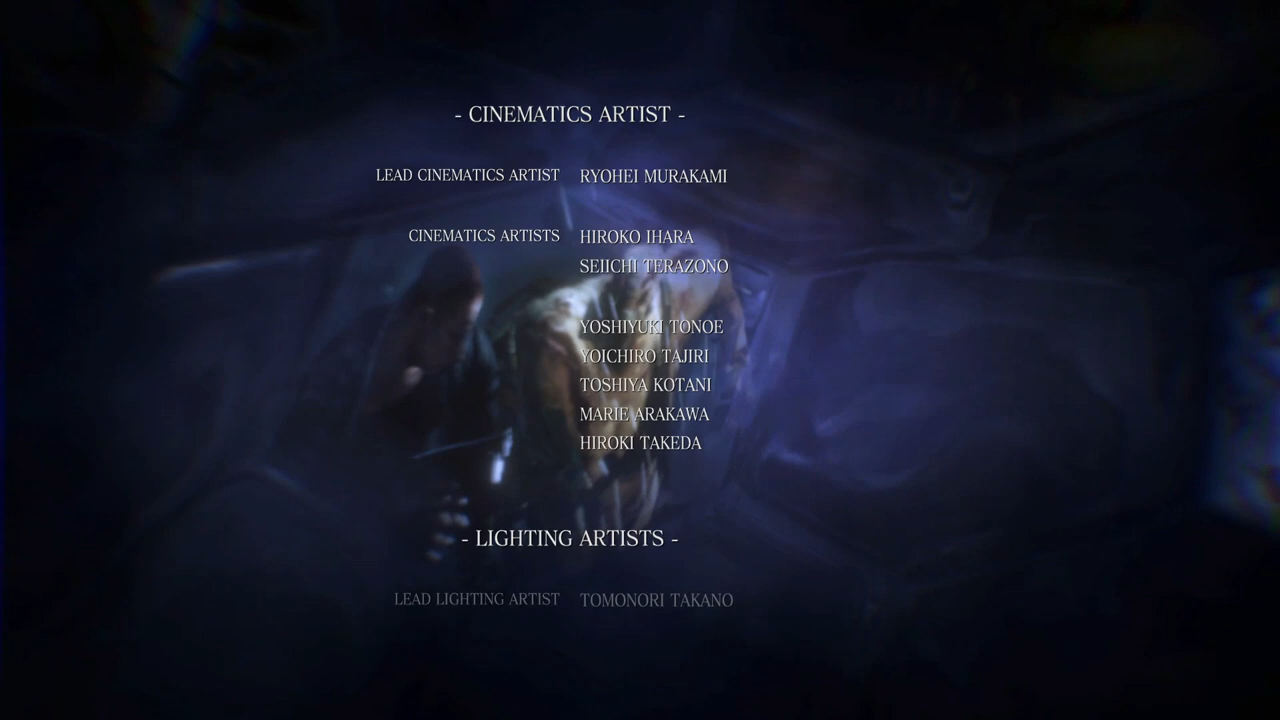 - CINEMATICS ARTIST -
LEAD CINEMATICS ARTIST RYOHEI MURAKAMI
CINEMATICS ARTISTS HIROKO IHARA
SEIICHI TERAZONO
YOSHIYUKI TONOE
YOICHIRO TAJIRI
TOSHIYA KOTANI
MARIE ARAKAWA
HIROKI TAKEDA
- LIGHTING ARTISTS -
LEAD LIGHTING ARTIST TOMONORI TAKANO